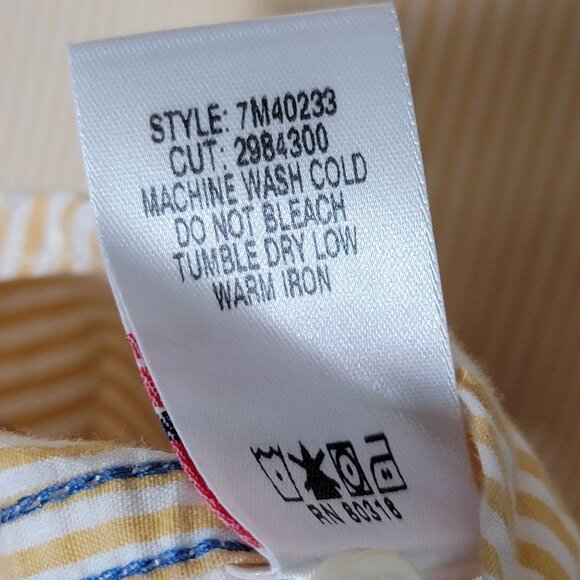 STYLE: 7M40233
CUT: 2984300
MACHINE WASH COLD
DO NOT BLEACH
TUMBLE DRY LOW
WARM IRON
RN 80318